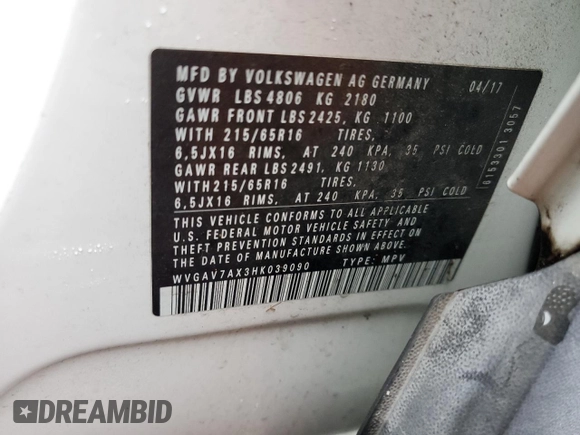 MFD BY VOLKSWAGEN AG GERMANY 04/17
GVWR LBS 4806 KG 2180
GAWR FRONT LBS 2425, KG 1100
WITH 215/65R16 TIRES,
6,5JX16 RIMS, AT 240 KPA, 35 PSI COLD
GAWR REAR LBS 2491, KG 1130
WITH 215/65R16 TIRES,
6,5JX16 RIMS, AT 240 KPA, 35 PSI COLD
THIS VEHICLE CONFORMS TO ALL APPLICABLE
U.S. FEDERAL MOTOR VEHICLE SAFETY AND
THEFT PREVENTION STANDARDS IN EFFECT ON
THE DATE OF MANUFACTURE SHOWN ABOVE.
WVGAV7AX3HK039090 TYPE: MPV
6153301 3057
DREAMBID